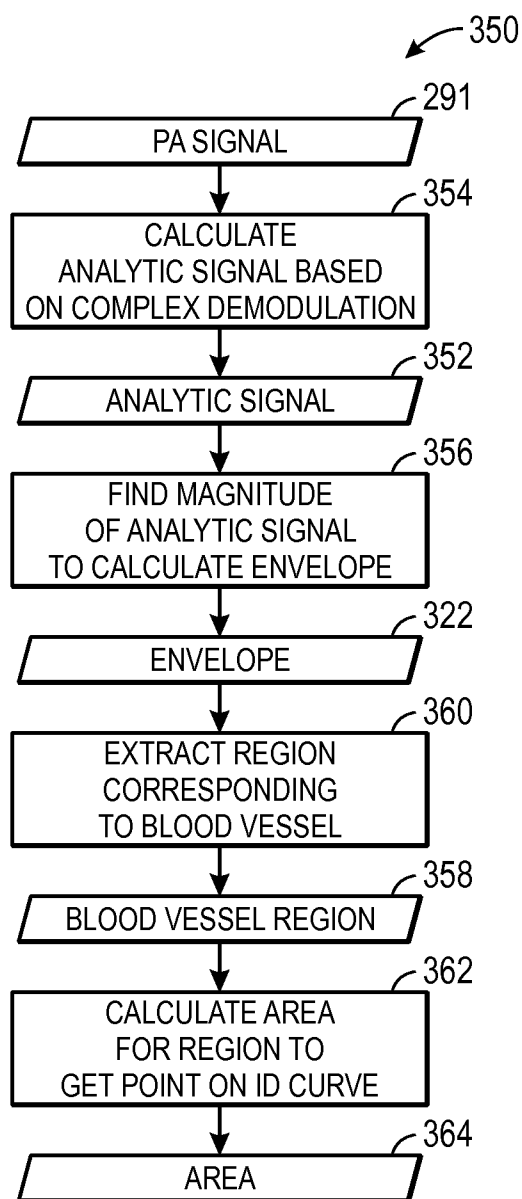 350
291
PA SIGNAL
354
CALCULATE
ANALYTIC SIGNAL BASED
ON COMPLEX DEMODULATION
352
ANALYTIC SIGNAL
356
FIND MAGNITUDE
OF ANALYTIC SIGNAL
TO CALCULATE ENVELOPE
322
ENVELOPE
360
EXTRACT REGION
CORRESPONDING
TO BLOOD VESSEL
358
BLOOD VESSEL REGION
362
CALCULATE AREA
FOR REGION TO
GET POINT ON ID CURVE
364
AREA